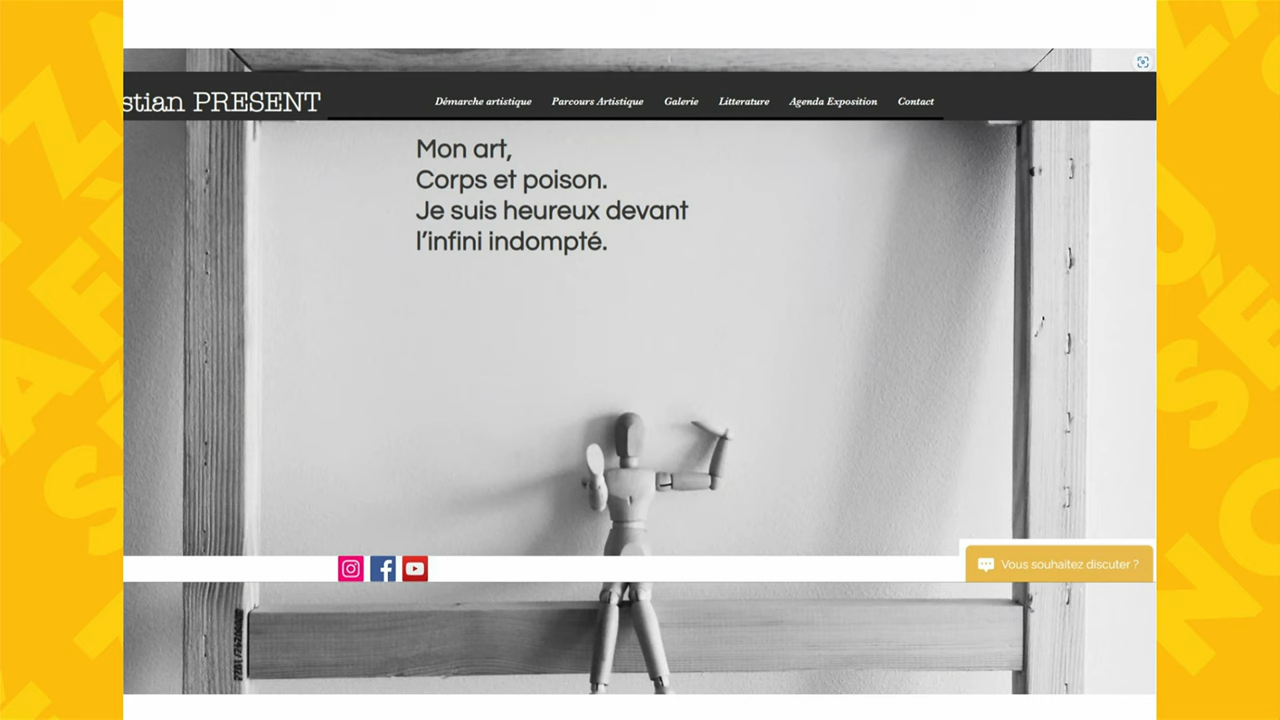 stian PRESENT
Démarche artistique Parcours Artistique Galerie Litterature Agenda Exposition Contact
Mon art,
Corps et poison.
Je suis heureux devant
l’infini indompté.
Vous souhaitez discuter ?